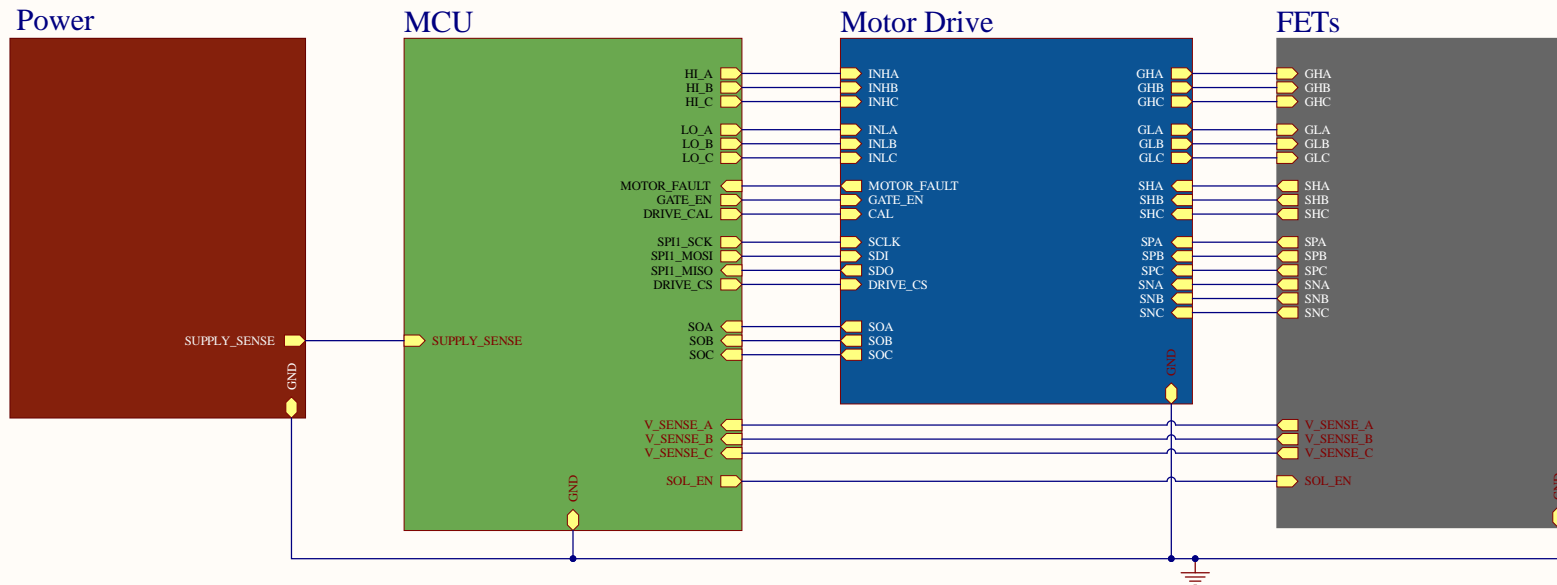 Power
MCU
Motor Drive
FETs
SUPPLY_SENSE
GND
HI_A
HI_B
HI_C
LO_A
LO_B
LO_C
MOTOR_FAULT
GATE_EN
DRIVE_CAL
SPI1_SCK
SPI1_MOSI
SPI1_MISO
DRIVE_CS
SOA
SOB
SOC
SUPPLY_SENSE
V_SENSE_A
V_SENSE_B
V_SENSE_C
SOL_EN
GND
INHA
INHB
INHC
INLA
INLB
INLC
MOTOR_FAULT
GATE_EN
CAL
SCLK
SDI
SDO
DRIVE_CS
SOA
SOB
SOC
GHA
GHB
GHC
GLA
GLB
GLC
SHA
SHB
SHC
SPA
SPB
SPC
SNA
SNB
SNC
GND
GHA
GHB
GHC
GLA
GLB
GLC
SHA
SHB
SHC
SPA
SPB
SPC
SNA
SNB
SNC
V_SENSE_A
V_SENSE_B
V_SENSE_C
SOL_EN